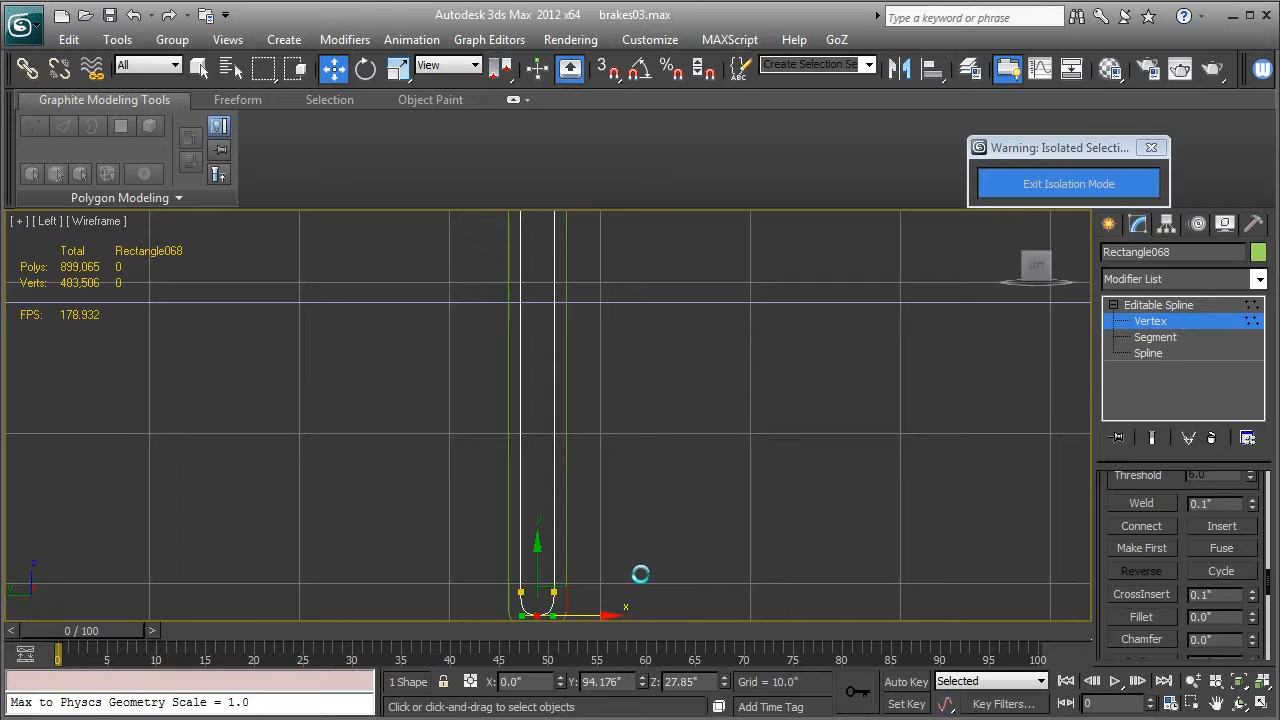 Autodesk 3ds Max 2012 x64 brakes03.max
Type a keyword or phrase
Edit Tools Group Views Create Modifiers Animation Graph Editors Rendering Customize MAXScript Help GoZ
All View Create Selection Se
3 % ABC
Graphite Modeling Tools Freeform Selection Object Paint
Polygon Modeling
Warning: Isolated Selecti...
Exit Isolation Mode
[ + ] [ Left ] [ Wireframe ]
Total Rectangle068
Polys: 899,065 0
Verts: 483,506 0
FPS: 178.932
LEFT
y
x
z
Rectangle068
Modifier List
Editable Spline
Vertex
Segment
Spline
Threshold 6.0"
Weld 0.1"
Connect Insert
Make First Fuse
Reverse Cycle
CrossInsert 0.1"
Fillet 0.0"
Chamfer 0.0"
< 0 / 100 >
0 5 10 15 20 25 30 35 40 45 50 55 60 65 70 75 80 85 90 95 100
1 Shape X: 0.0" Y: 94.176" Z: 27.85" Grid = 10.0" Auto Key Selected
Max to Physcs Geometry Scale = 1.0
Click or click-and-drag to select objects Add Time Tag Set Key Key Filters... 0